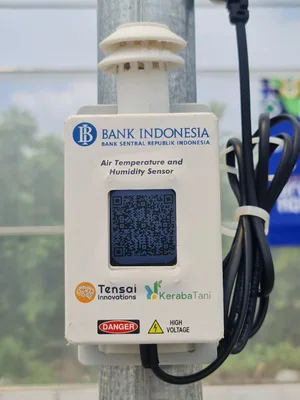 BANK INDONESIA
BANK SENTRAL REPUBLIK INDONESIA
Air Temperature and
Humidity Sensor
Tensai
Innovations
KerabaTani
DANGER
HIGH
VOLTAGE